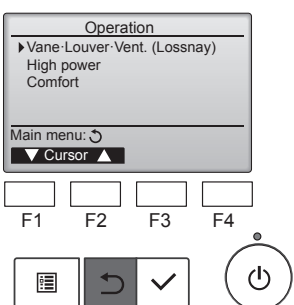 Operation
▶Vane·Louver·Vent. (Lossnay)
High power
Comfort
Main menu: ⮌
▼ Cursor ▲
F1 F2 F3 F4